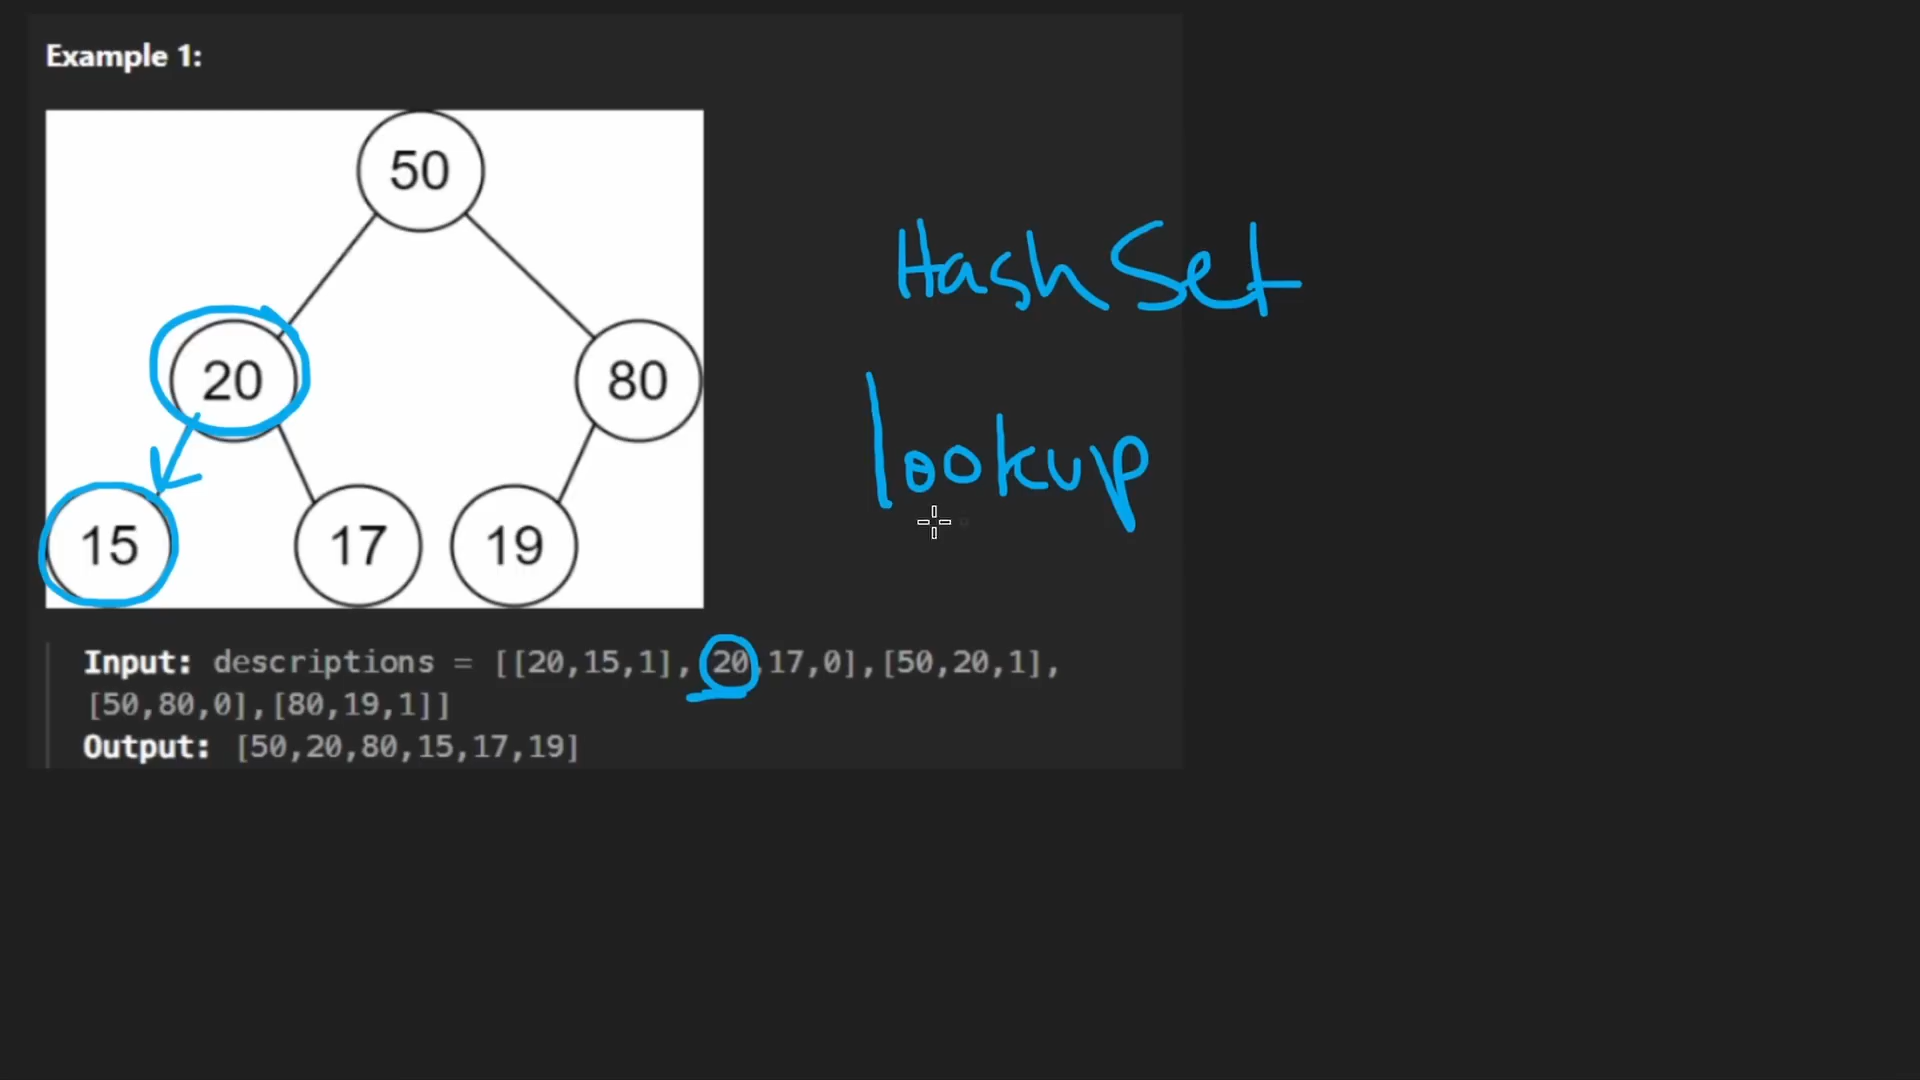 Example 1:
50
20
80
15
17
19
HashSet
lookup
Input: descriptions = [[20,15,1], 20,17,0],[50,20,1],
[50,80,0],[80,19,1]]
Output: [50,20,80,15,17,19]